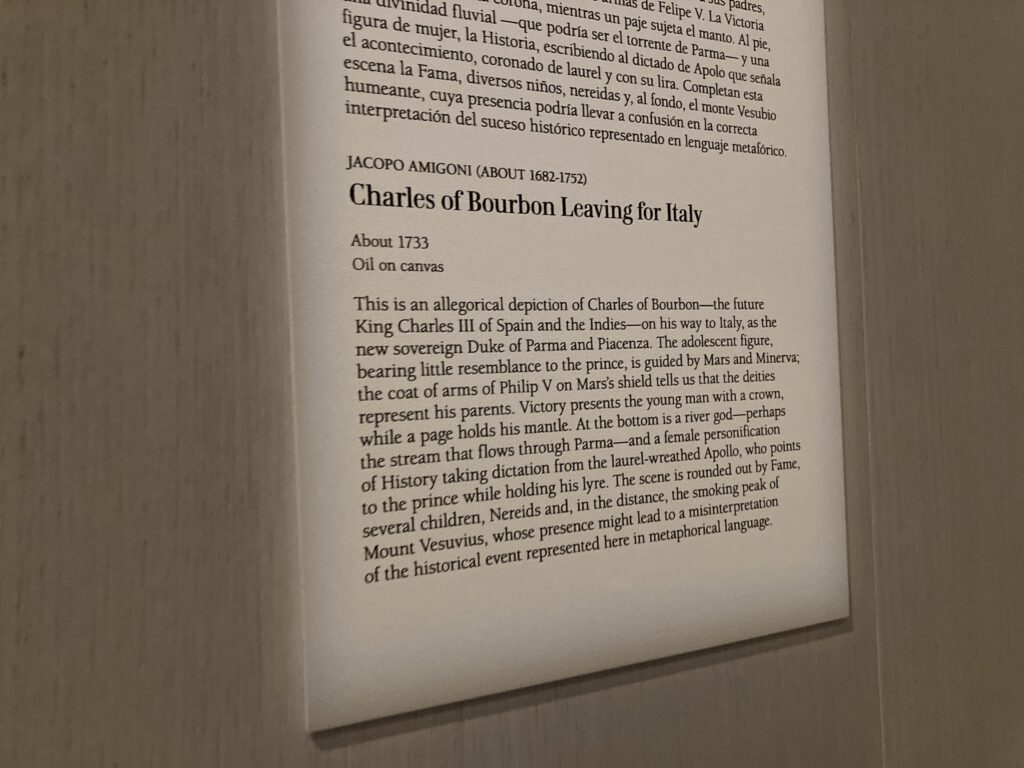 sus padres,
corona, mientras un paje sujeta el manto. Al pie,
de Felipe V. La Victoria
divinidad fluvial —que podría ser el torrente de Parma— y una
figura de mujer, la Historia, escribiendo al dictado de Apolo que señala
el acontecimiento, coronado de laurel y con su lira. Completan esta
escena la Fama, diversos niños, nereidas y, al fondo, el monte Vesubio
humeante, cuya presencia podría llevar a confusión en la correcta
interpretación del suceso histórico representado en lenguaje metafórico.
JACOPO AMIGONI (ABOUT 1682-1752)
Charles of Bourbon Leaving for Italy
About 1733
Oil on canvas
This is an allegorical depiction of Charles of Bourbon—the future
King Charles III of Spain and the Indies—on his way to Italy, as the
new sovereign Duke of Parma and Piacenza. The adolescent figure,
bearing little resemblance to the prince, is guided by Mars and Minerva;
the coat of arms of Philip V on Mars's shield tells us that the deities
represent his parents. Victory presents the young man with a crown,
while a page holds his mantle. At the bottom is a river god—perhaps
the stream that flows through Parma—and a female personification
of History taking dictation from the laurel-wreathed Apollo, who points
to the prince while holding his lyre. The scene is rounded out by Fame,
several children, Nereids and, in the distance, the smoking peak of
Mount Vesuvius, whose presence might lead to a misinterpretation
of the historical event represented here in metaphorical language.